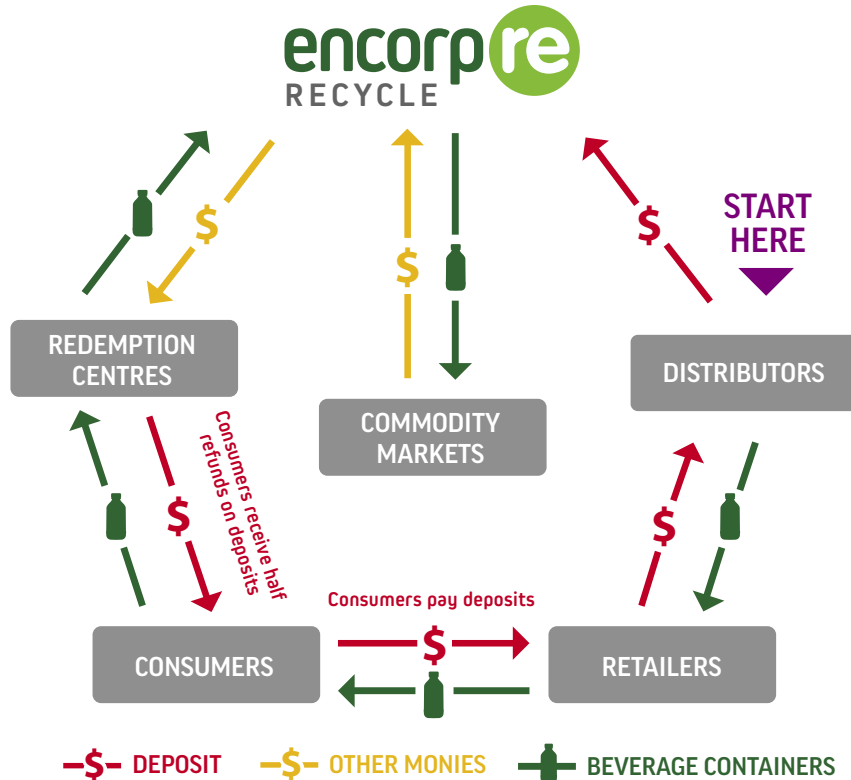 encorp re
RECYCLE
START
HERE
$
$
$
REDEMPTION
CENTRES
DISTRIBUTORS
COMMODITY
MARKETS
Consumers receive half
refunds on deposits
$
$
Consumers pay deposits
CONSUMERS
$
RETAILERS
$ DEPOSIT
$ OTHER MONIES
BEVERAGE CONTAINERS